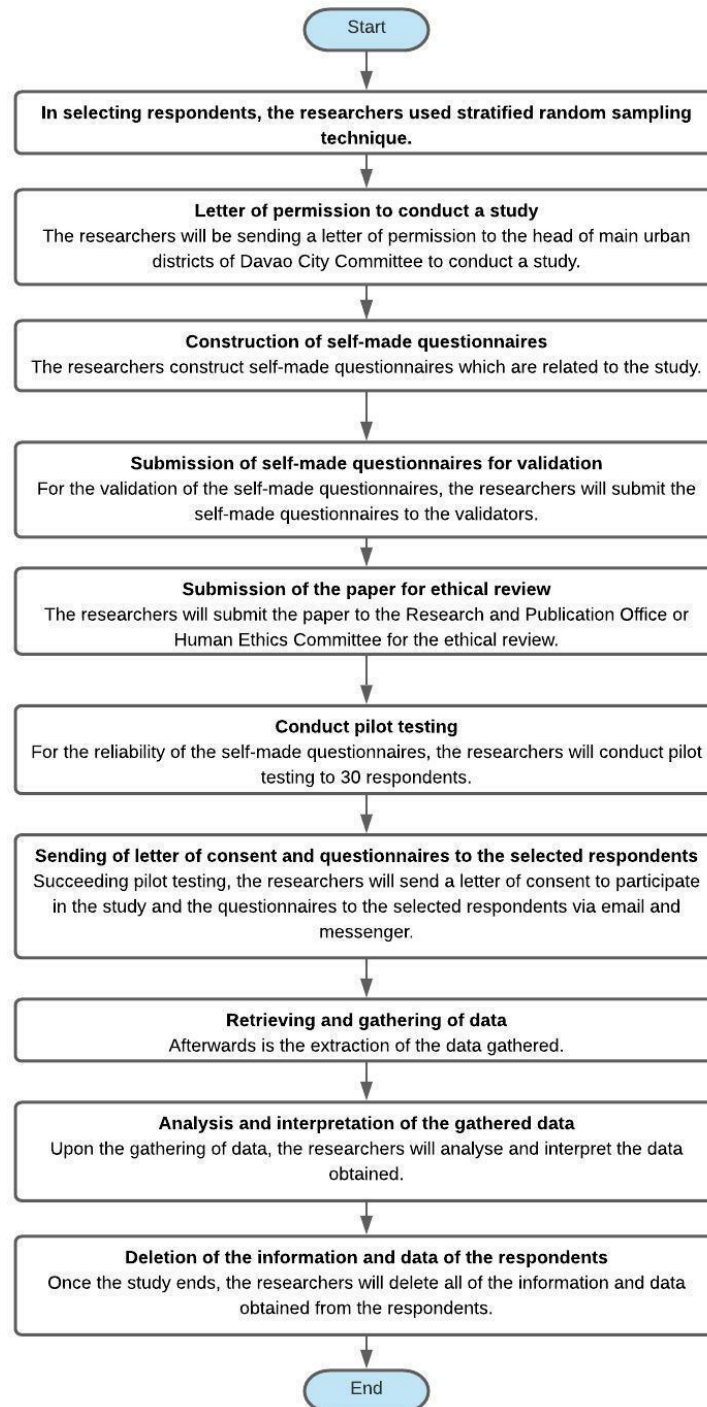 Start
In selecting respondents, the researchers used stratified random sampling
technique.
Letter of permission to conduct a study
The researchers will be sending a letter of permission to the head of main urban
districts of Davao City Committee to conduct a study.
Construction of self-made questionnaires
The researchers construct self-made questionnaires which are related to the study.
Submission of self-made questionnaires for validation
For the validation of the self-made questionnaires, the researchers will submit the
self-made questionnaires to the validators.
Submission of the paper for ethical review
The researchers will submit the paper to the Research and Publication Office or
Human Ethics Committee for the ethical review.
Conduct pilot testing
For the reliability of the self-made questionnaires, the researchers will conduct pilot
testing to 30 respondents.
Sending of letter of consent and questionnaires to the selected respondents
Succeeding pilot testing, the researchers will send a letter of consent to participate
in the study and the questionnaires to the selected respondents via email and
messenger.
Retrieving and gathering of data
Afterwards is the extraction of the data gathered.
Analysis and interpretation of the gathered data
Upon the gathering of data, the researchers will analyse and interpret the data
obtained.
Deletion of the information and data of the respondents
Once the study ends, the researchers will delete all of the information and data
obtained from the respondents.
End